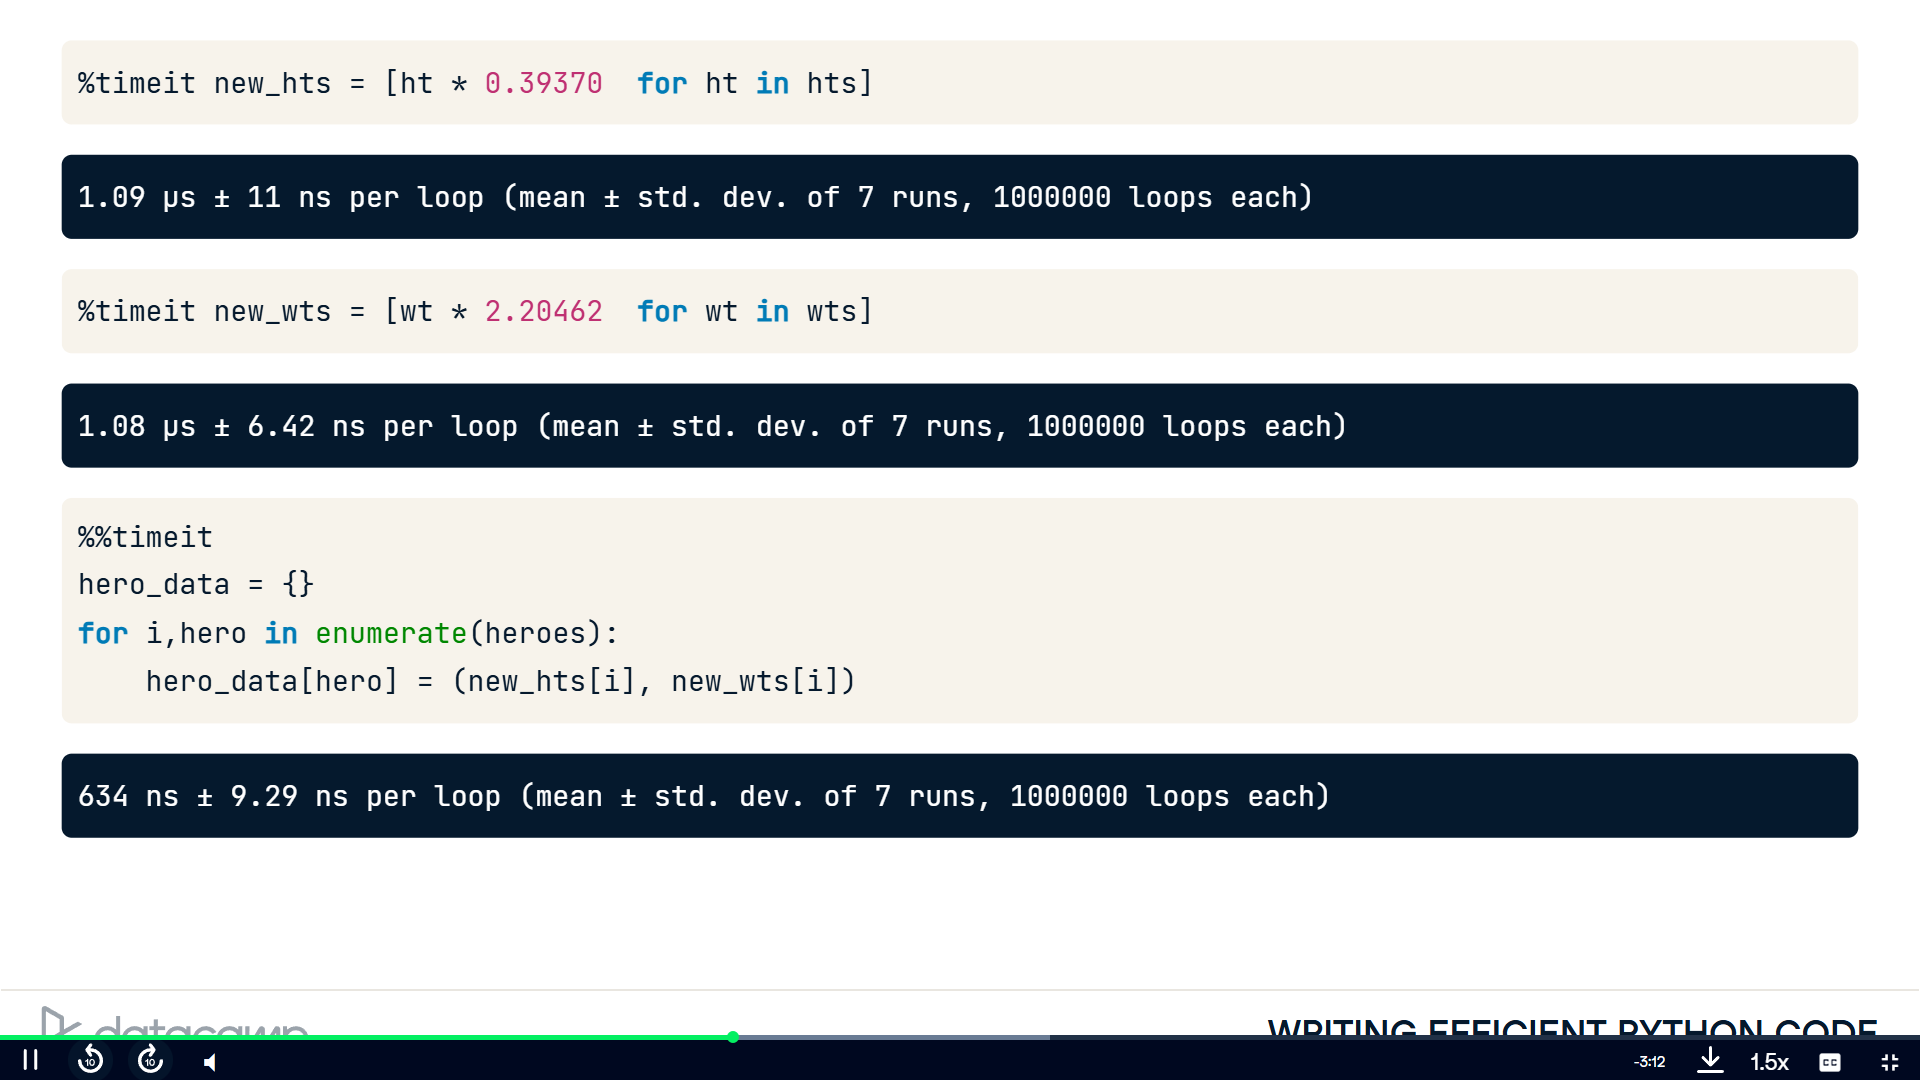 %timeit new_hts = [ht * 0.39370  for ht in hts]
1.09 µs ± 11 ns per loop (mean ± std. dev. of 7 runs, 1000000 loops each)
%timeit new_wts = [wt * 2.20462  for wt in wts]
1.08 µs ± 6.42 ns per loop (mean ± std. dev. of 7 runs, 1000000 loops each)
%%timeit
hero_data = {}
for i,hero in enumerate(heroes):
    hero_data[hero] = (new_hts[i], new_wts[i])
634 ns ± 9.29 ns per loop (mean ± std. dev. of 7 runs, 1000000 loops each)
datacamp
WRITING EFFICIENT PYTHON CODE
10
10
-3:12
1.5x
CC